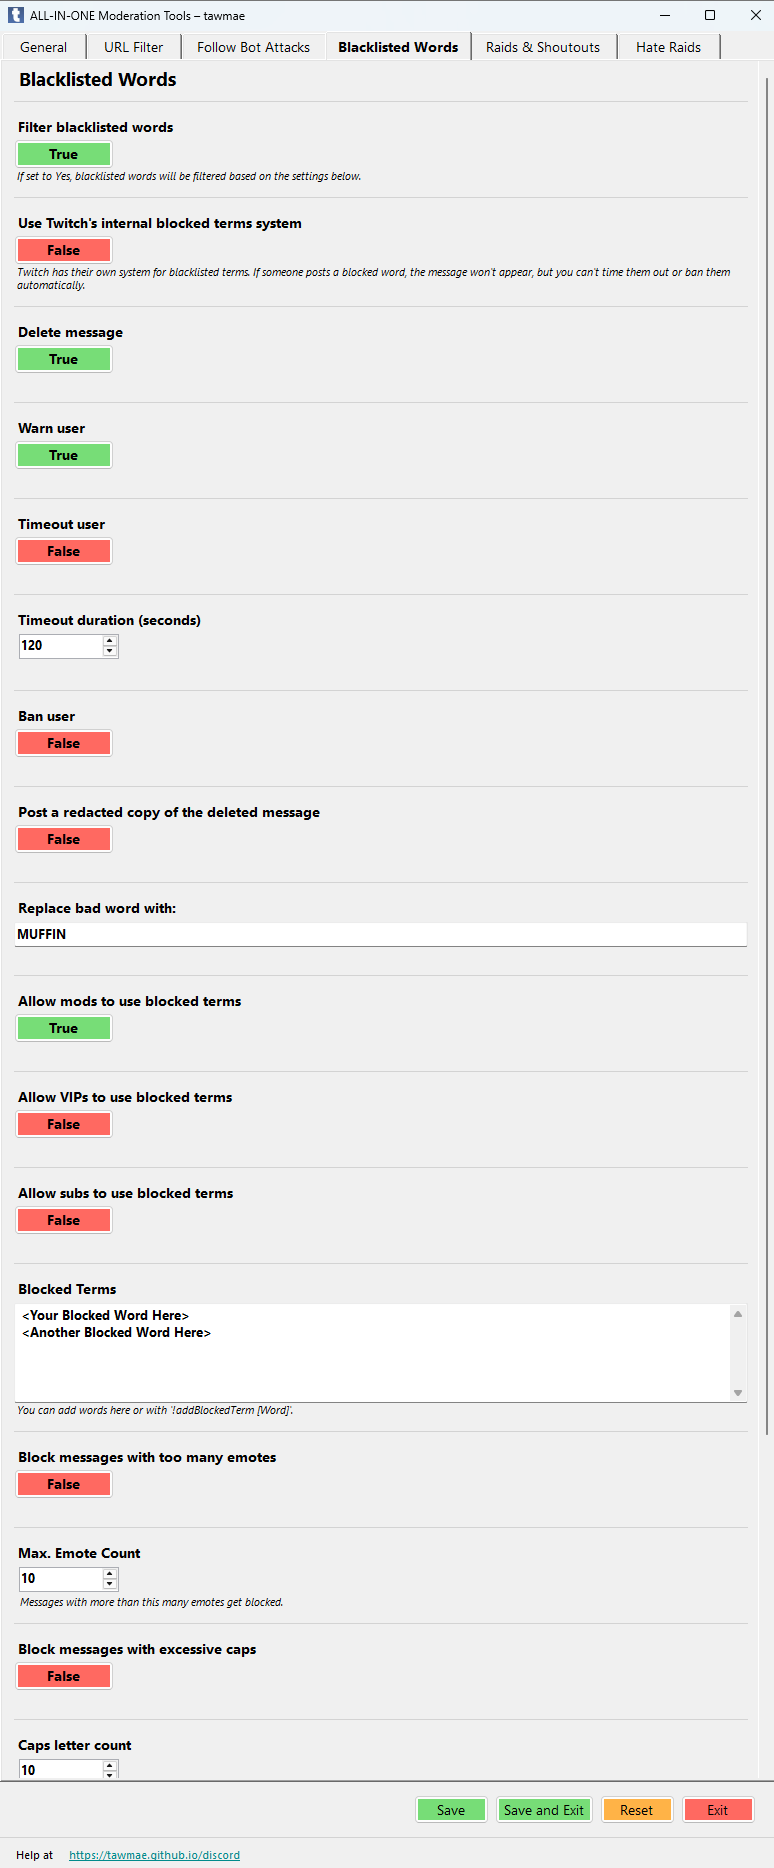 ALL-IN-ONE Moderation Tools – tawmae
General URL Filter Follow Bot Attacks Blacklisted Words Raids & Shoutouts Hate Raids
Blacklisted Words
Filter blacklisted words
True
If set to Yes, blacklisted words will be filtered based on the settings below.
Use Twitch's internal blocked terms system
False
Twitch has their own system for blacklisted terms. If someone posts a blocked word, the message won't appear, but you can't time them out or ban them
automatically.
Delete message
True
Warn user
True
Timeout user
False
Timeout duration (seconds)
120
Ban user
False
Post a redacted copy of the deleted message
False
Replace bad word with:
MUFFIN
Allow mods to use blocked terms
True
Allow VIPs to use blocked terms
False
Allow subs to use blocked terms
False
Blocked Terms
<Your Blocked Word Here>
<Another Blocked Word Here>
You can add words here or with '!addBlockedTerm [Word]'.
Block messages with too many emotes
False
Max. Emote Count
10
Messages with more than this many emotes get blocked.
Block messages with excessive caps
False
Caps letter count
10
Save Save and Exit Reset Exit
Help at https://tawmae.github.io/discord